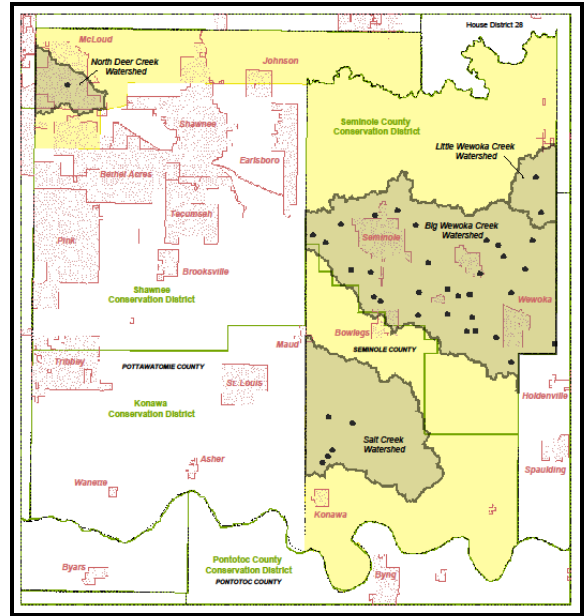 House District 28
McLoud
North Deer Creek
Watershed
Johnson
Shawnee
Seminole County
Conservation District
Little Wewoka Creek
Watershed
Earlsboro
Bethel Acres
Tecumseh
Big Wewoka Creek
Watershed
Seminole
Pink
Brooksville
Shawnee
Conservation District
Wewoka
Bowlegs
Maud
SEMINOLE COUNTY
Tribbey
POTTAWATOMIE COUNTY
St. Louis
Holdenville
Konawa
Conservation District
Salt Creek
Watershed
Asher
Spaulding
Wanette
Konawa
Pontotoc County
Conservation District
PONTOTOC COUNTY
Byars
Byng